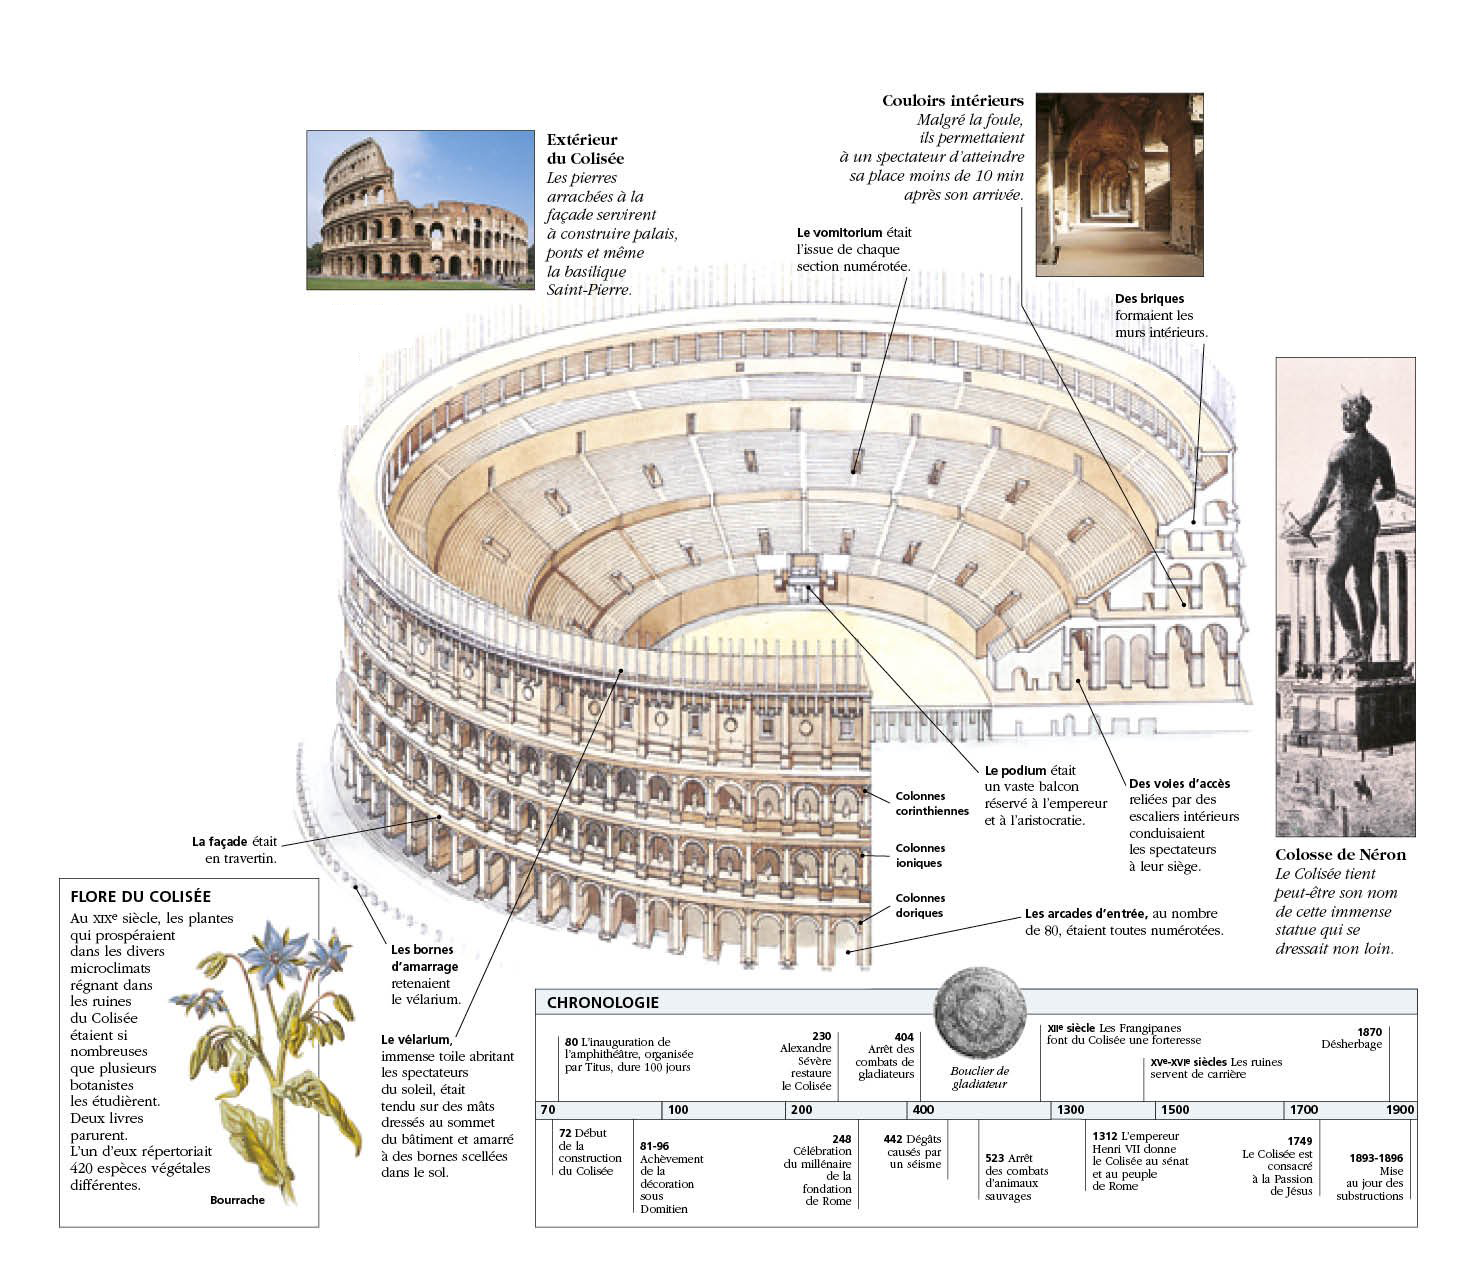 Extérieur
du Colisée
Les pierres
arrachées à la
façade servirent
à construire palais,
ponts et même
la basilique
Saint-Pierre.
Couloirs intérieurs
Malgré la foule,
ils permettaient
à un spectateur d'atteindre
sa place moins de 10 min
après son arrivée.
Le vomitorium était
l'issue de chaque
section numérotée.
Des briques
formaient les
murs intérieurs.
Colosse de Néron
Le Colisée tient
peut-être son nom
de cette immense
statue qui se
dressait non loin.
Le podium était
un vaste balcon
réservé à l'empereur
et à l'aristocratie.
Des voies d'accès
reliées par des
escaliers intérieurs
conduisaient
les spectateurs
à leur siège.
Colonnes
corinthiennes
Colonnes
ioniques
Colonnes
doriques
Les arcades d'entrée, au nombre
de 80, étaient toutes numérotées.
La façade était
en travertin.
Les bornes
d'amarrage
retenaient
le vélarium.
Le vélarium,
immense toile abritant
les spectateurs
du soleil, était
tendu sur des mâts
dressés au sommet
du bâtiment et amarré
à des bornes scellées
dans le sol.
FLORE DU COLISÉE
Au XIXe siècle, les plantes
qui prospéraient
dans les divers
microclimats
régnant dans
les ruines
du Colisée
étaient si
nombreuses
que plusieurs
botanistes
les étudièrent.
Deux livres
parurent.
L'un d'eux répertoriait
420 espèces végétales
différentes.
Bourrache
CHRONOLOGIE
80 L'inauguration de
l'amphithéâtre, organisée
par Titus, dure 100 jours
230
Alexandre
Sévère
restaure
le Colisée
404
Arrêt des
combats de
gladiateurs
Bouclier de
gladiateur
XIIe siècle Les Frangipanes
font du Colisée une forteresse
XVe-XVIe siècles Les ruines
servent de carrière
1870
Désherbage
70 100 200 400 1300 1500 1700 1900
72 Début
de la
construction
du Colisée
81-96
Achèvement
de la
décoration
sous
Domitien
248
Célébration
du millénaire
de la
fondation
de Rome
442 Dégâts
causés par
un séisme
523 Arrêt
des combats
d'animaux
sauvages
1312 L'empereur
Henri VII donne
le Colisée au sénat
et au peuple
de Rome
1749
Le Colisée est
consacré
à la Passion
de Jésus
1893-1896
Mise
au jour des
substructions